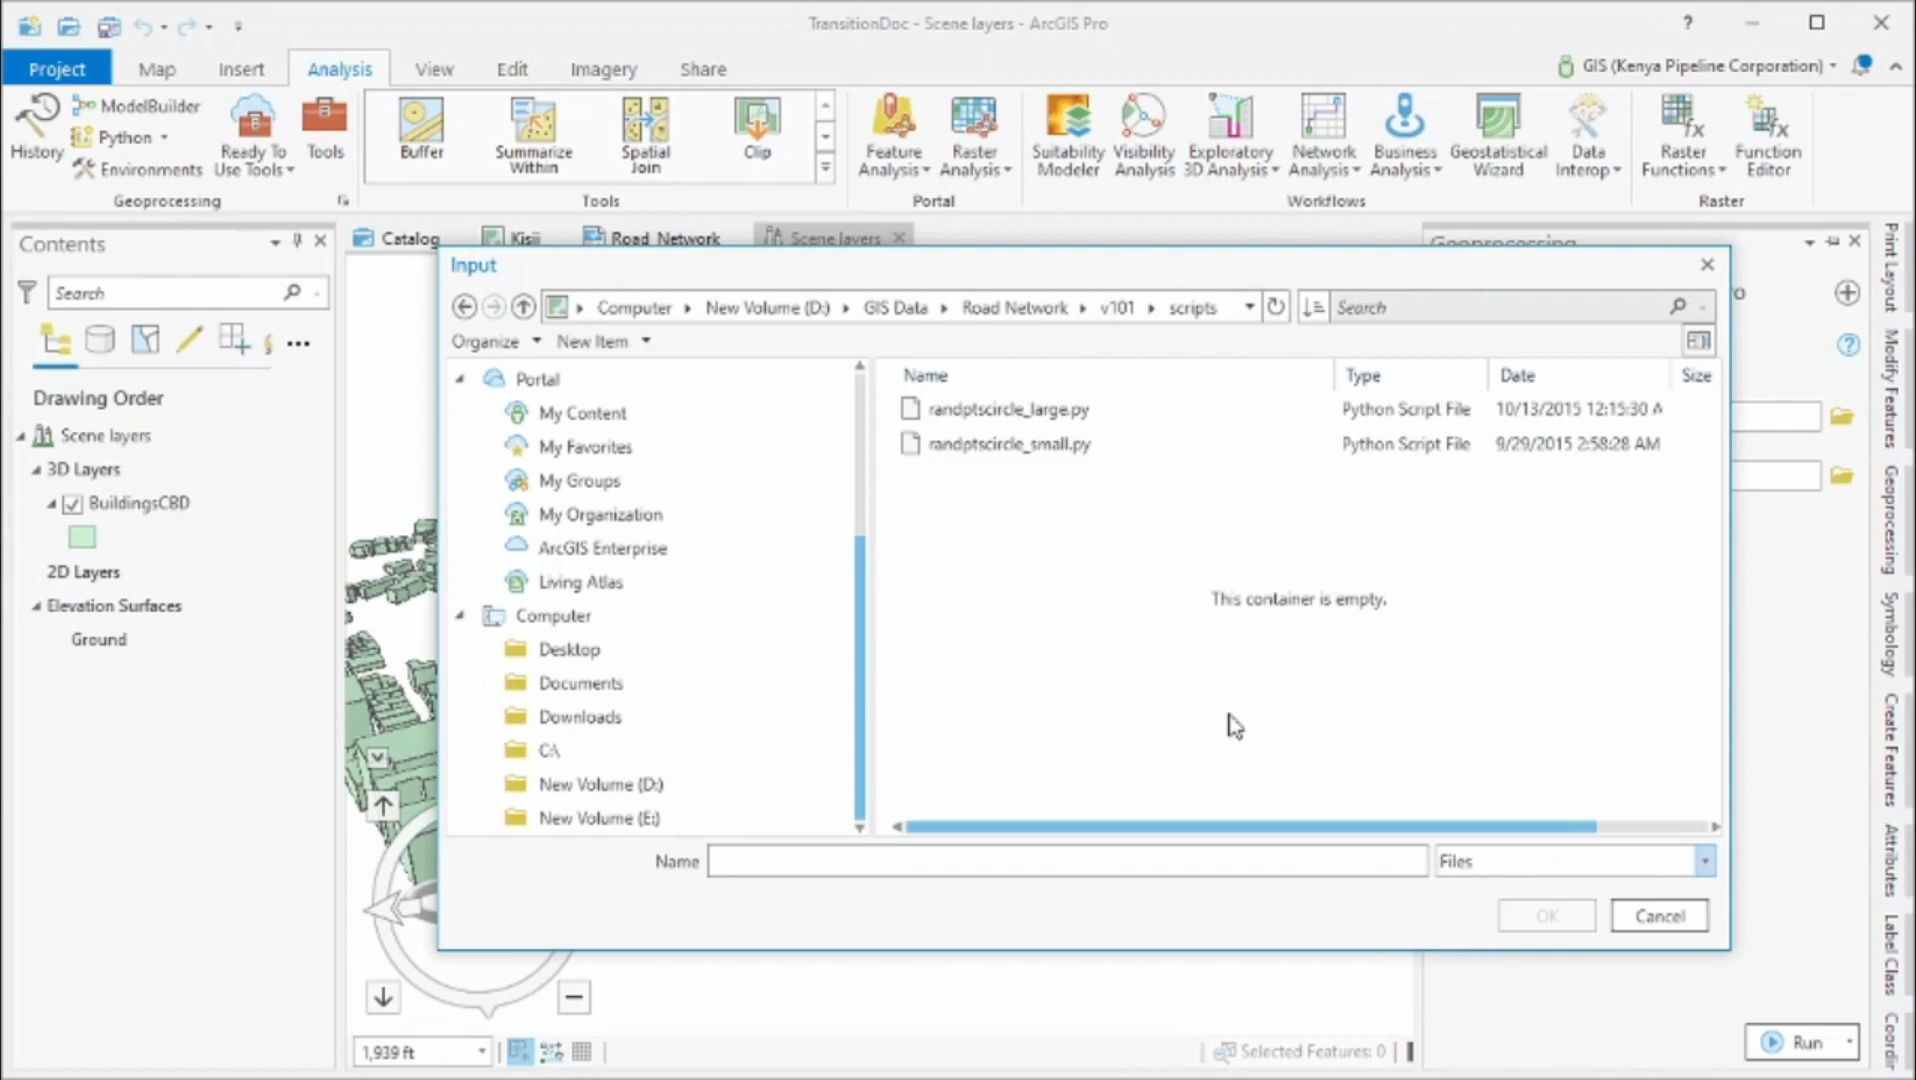 TransitionDoc - Scene layers - ArcGIS Pro
?
Project Map Insert Analysis View Edit Imagery Share
GIS (Kenya Pipeline Corporation)
History
ModelBuilder
Python
Environments
Ready To
Use Tools
Tools
Geoprocessing
Buffer
Summarize
Within
Spatial
Join
Clip
Tools
Feature
Analysis
Raster
Analysis
Portal
Suitability
Modeler
Visibility
Analysis
Exploratory
3D Analysis
Network
Analysis
Business
Analysis
Geostatistical
Wizard
Data
Interop
Workflows
Raster
Functions
Function
Editor
Raster
Contents
Search
Drawing Order
Scene layers
3D Layers
BuildingsCBD
2D Layers
Elevation Surfaces
Ground
Catalog
Kisii
Road_Network
Scene layers
Geoprocessing
Input
Computer
New Volume (D:)
GIS Data
Road Network
v101
scripts
Search
Organize
New Item
Portal
My Content
My Favorites
My Groups
My Organization
ArcGIS Enterprise
Living Atlas
Computer
Desktop
Documents
Downloads
C:\
New Volume (D:)
New Volume (E:)
Name Type Date Size
randptscircle_large.py Python Script File 10/13/2015 12:15:30 A
randptscircle_small.py Python Script File 9/29/2015 2:58:28 AM
This container is empty.
Name
Files
OK
Cancel
1,939 ft
Selected Features: 0
Run
Print Layout
Modify Features
Geoprocessing
Symbology
Create Features
Attributes
Label Class
Coordir